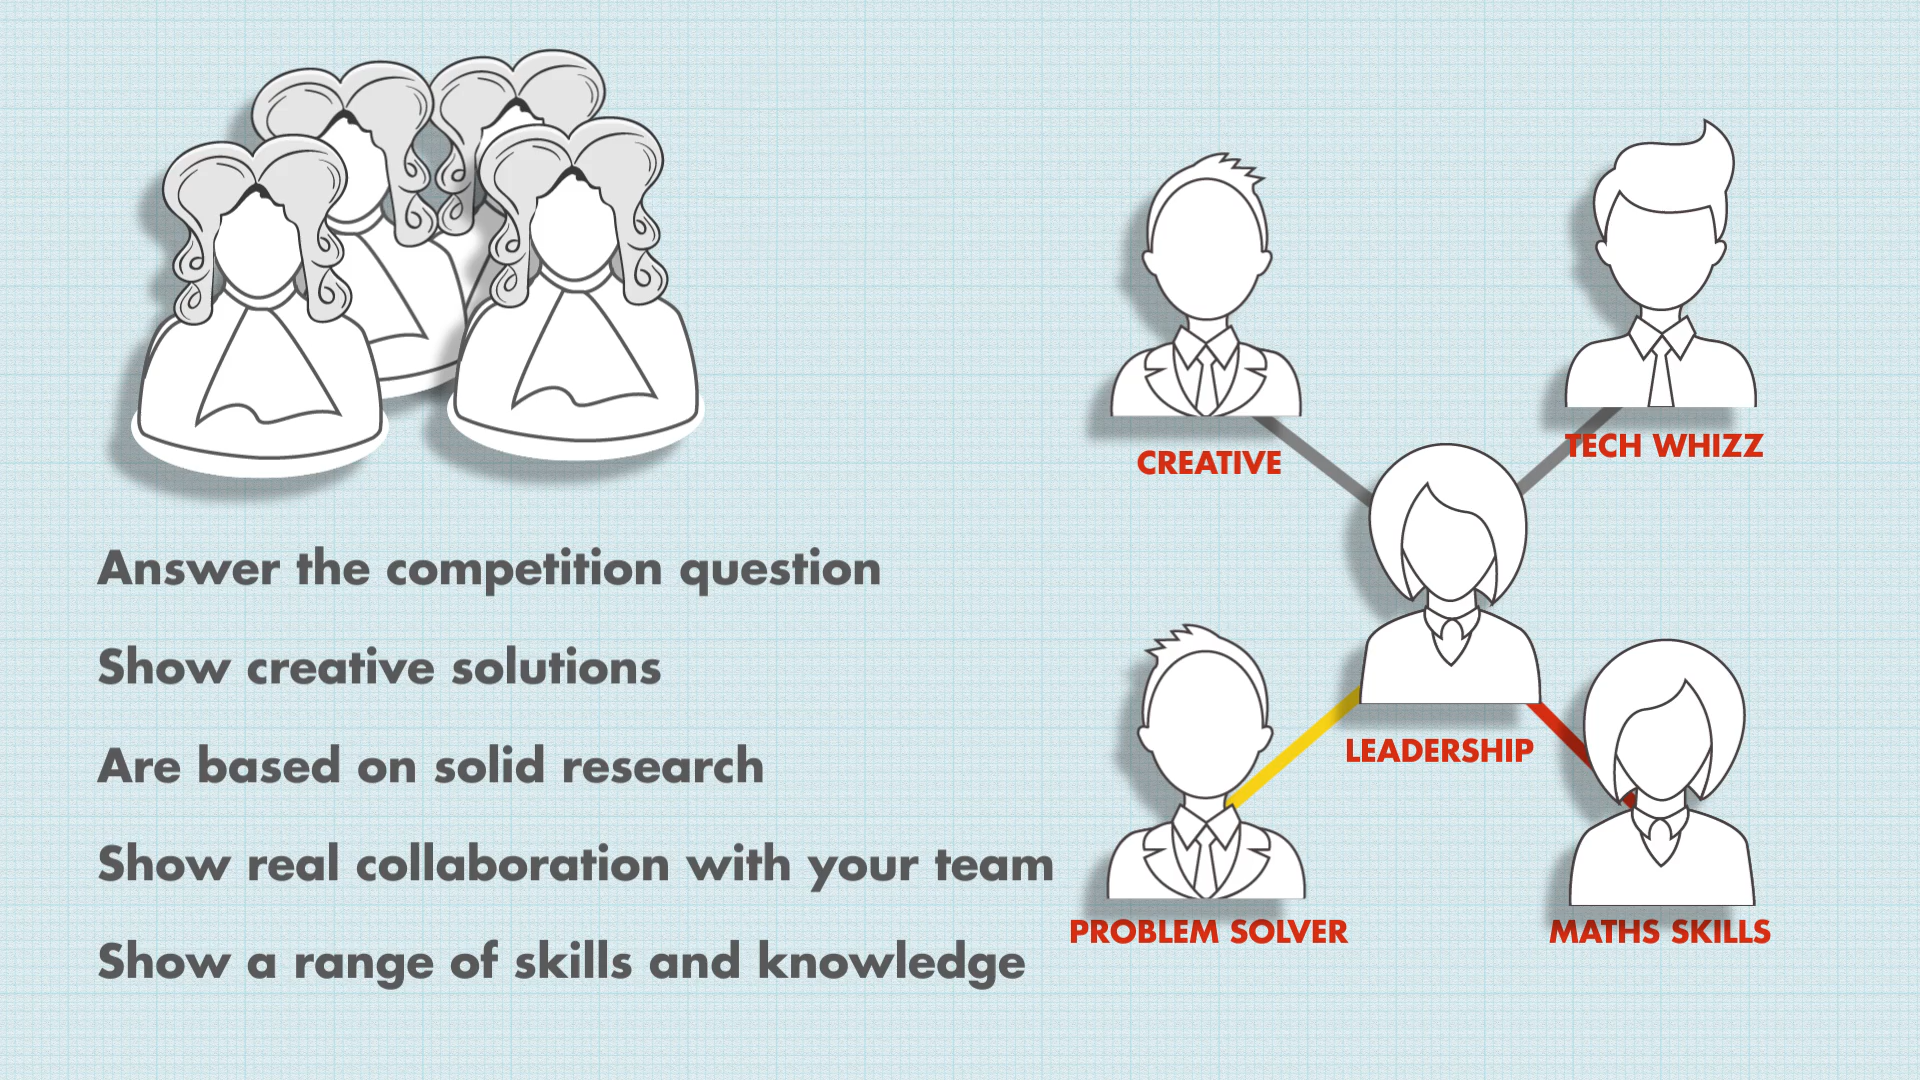 Answer the competition question
Show creative solutions
Are based on solid research
Show real collaboration with your team
Show a range of skills and knowledge
CREATIVE
TECH WHIZZ
LEADERSHIP
PROBLEM SOLVER
MATHS SKILLS